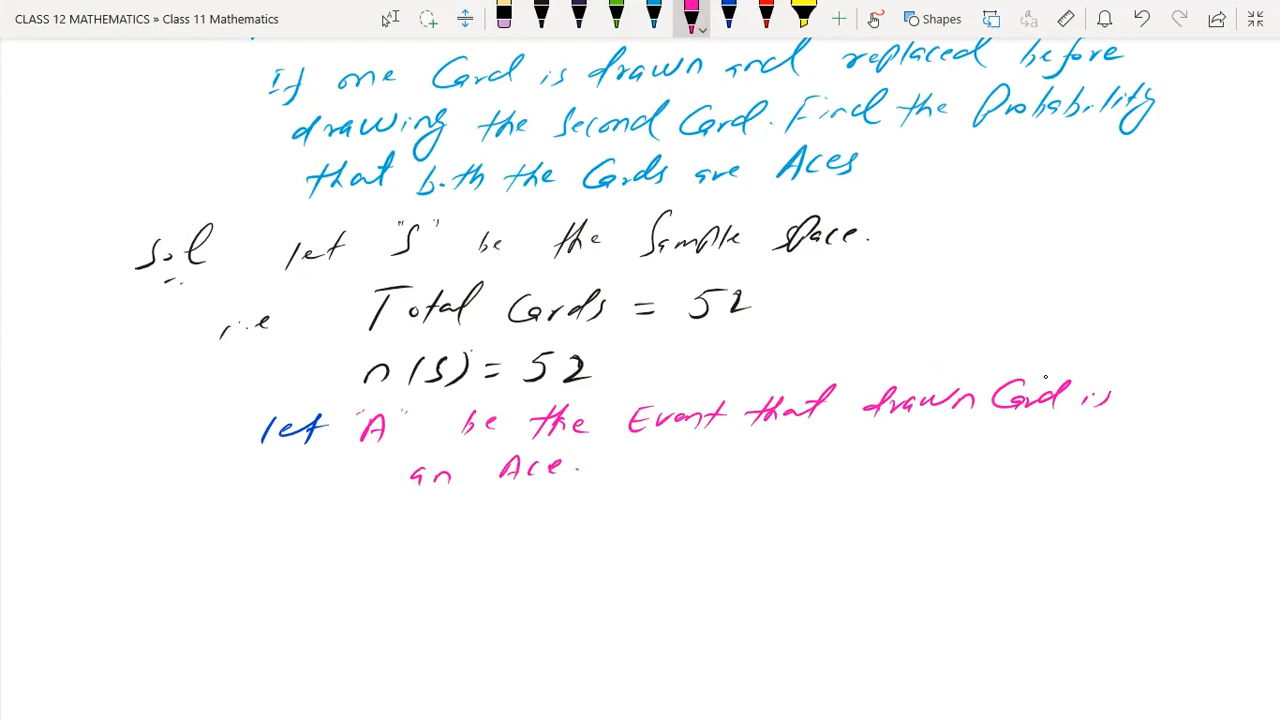 CLASS 12 MATHEMATICS » Class 11 Mathematics
Shapes
If one Card is drawn and replaced before
drawing the second Card. Find the Probability
that both the Cards are Aces
Sol let "S" be the Sample Space.
i.e Total Cards = 52
n(S) = 52
let "A" be the Event that drawn Card is
an Ace.